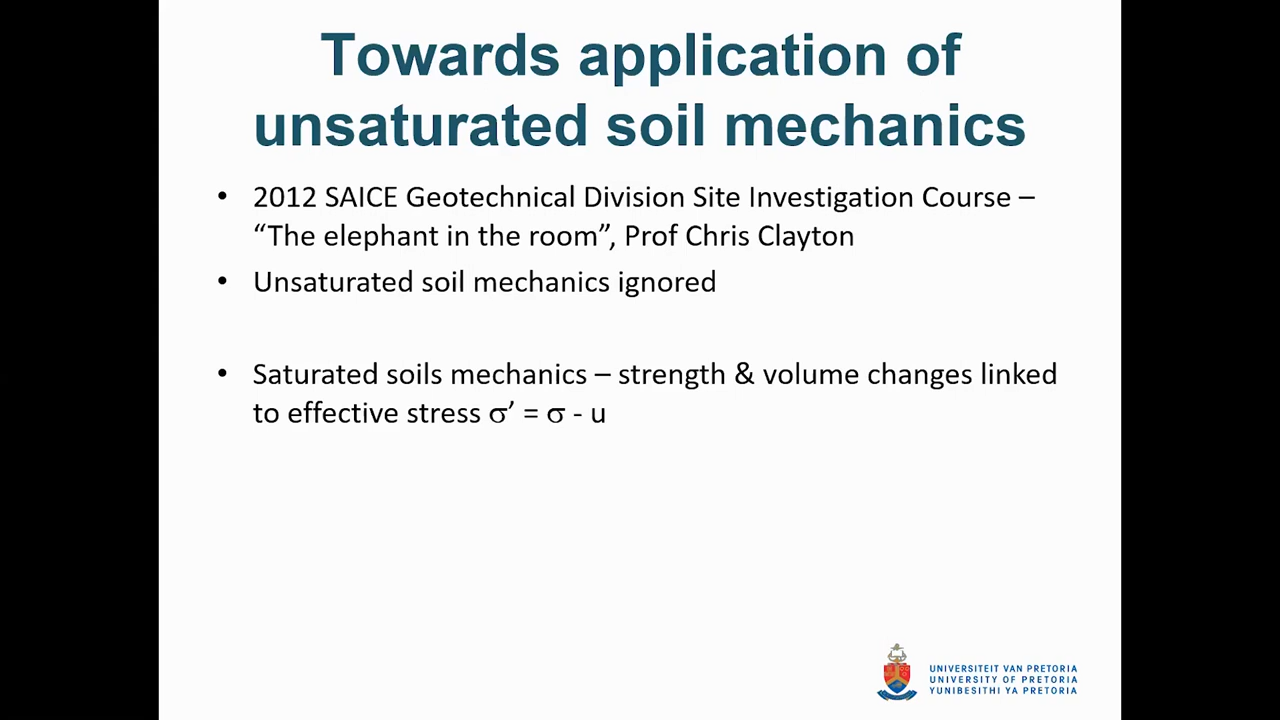 Towards application of
unsaturated soil mechanics
• 2012 SAICE Geotechnical Division Site Investigation Course –
“The elephant in the room”, Prof Chris Clayton
• Unsaturated soil mechanics ignored
• Saturated soils mechanics – strength & volume changes linked
to effective stress σ’ = σ - u
UNIVERSITEIT VAN PRETORIA
UNIVERSITY OF PRETORIA
YUNIBESITHI YA PRETORIA